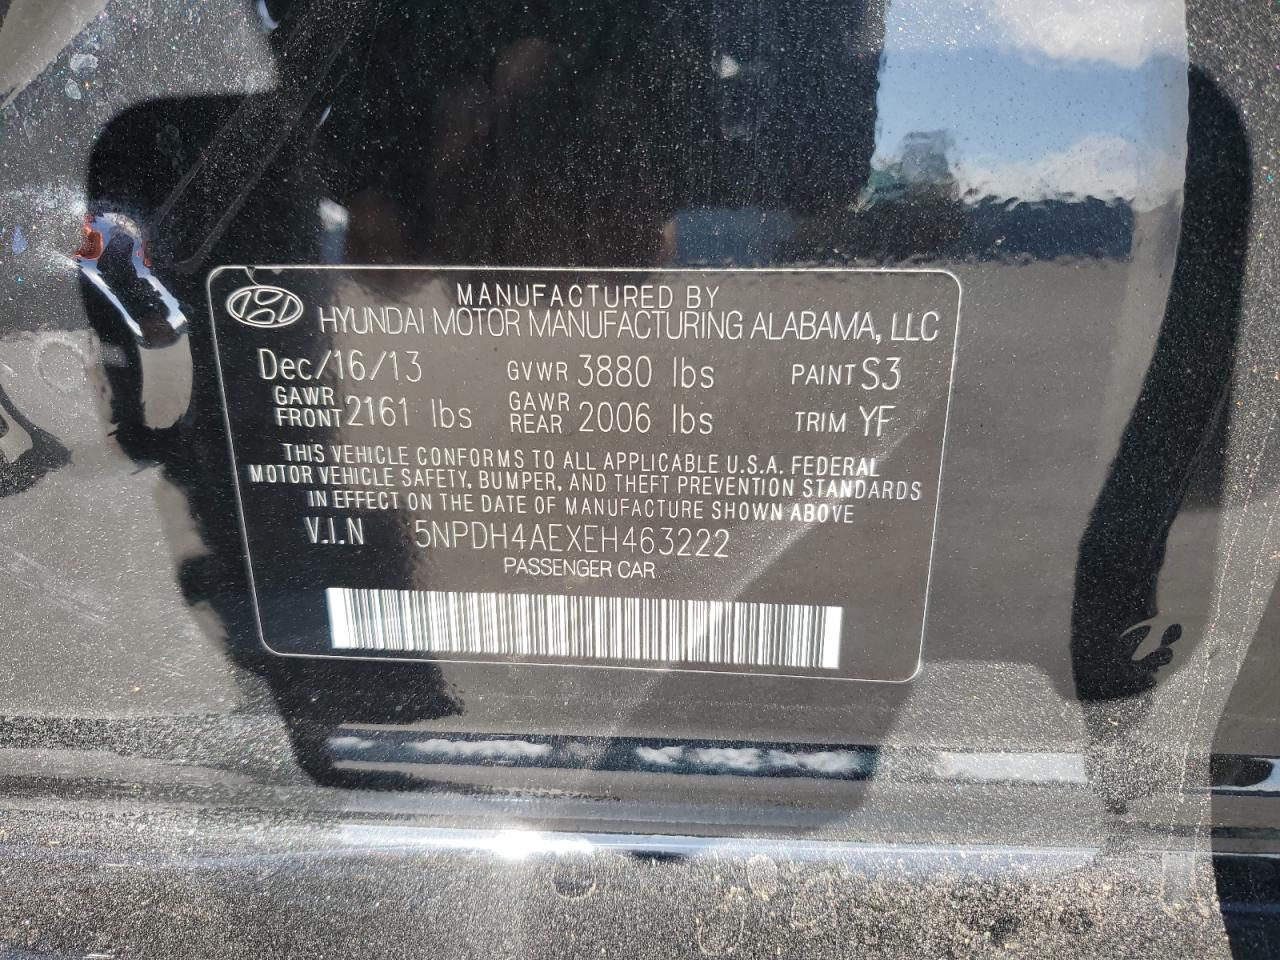 MANUFACTURED BY
HYUNDAI MOTOR MANUFACTURING ALABAMA, LLC
Dec/16/13 GVWR 3880 lbs PAINT S3
GAWR FRONT 2161 lbs GAWR REAR 2006 lbs TRIM YF
THIS VEHICLE CONFORMS TO ALL APPLICABLE U.S.A. FEDERAL
MOTOR VEHICLE SAFETY, BUMPER, AND THEFT PREVENTION STANDARDS
IN EFFECT ON THE DATE OF MANUFACTURE SHOWN ABOVE
V.I.N 5NPDH4AEXEH463222
PASSENGER CAR